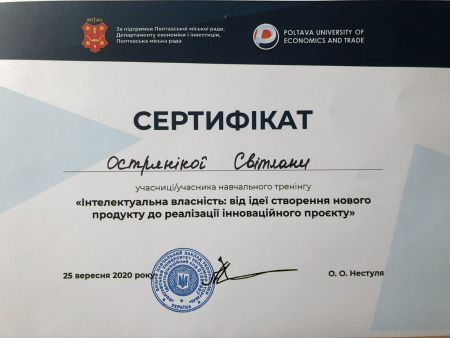 За підтримки Полтавської міської ради,
Департаменту економіки і інвестицій,
Полтавська міська рада
POLTAVA UNIVERSITY OF
ECONOMICS AND TRADE
СЕРТИФІКАТ
Острянікої Світлани
учасниці/учасника навчального тренінгу
«Інтелектуальна власність: від ідеї створення нового
продукту до реалізації інноваційного проєкту»
25 вересня 2020 року
О. О. Нестуля
УКРАЇНА